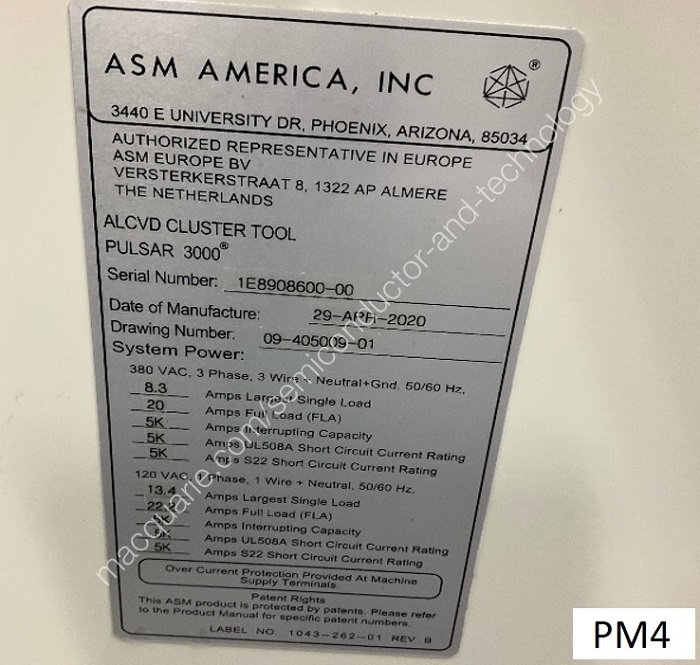 ASM AMERICA, INC ®
3440 E UNIVERSITY DR, PHOENIX, ARIZONA, 85034
AUTHORIZED REPRESENTATIVE IN EUROPE
ASM EUROPE BV
VERSTERKERSTRAAT 8, 1322 AP ALMERE
THE NETHERLANDS
ALCVD CLUSTER TOOL
PULSAR 3000®
Serial Number: 1E8908600-00
Date of Manufacture: 29-APR-2020
Drawing Number: 09-405009-01
System Power:
380 VAC, 3 Phase, 3 Wire + Neutral+Gnd, 50/60 Hz,
8.3 Amps Largest Single Load
20 Amps Full Load (FLA)
5K Amps Interrupting Capacity
5K Amps UL508A Short Circuit Current Rating
5K Amps S22 Short Circuit Current Rating
120 VAC, 1 Phase, 1 Wire + Neutral, 50/60 Hz,
13.4 Amps Largest Single Load
Amps Full Load (FLA)
5K Amps Interrupting Capacity
5K Amps UL508A Short Circuit Current Rating
5K Amps S22 Short Circuit Current Rating
Over Current Protection Provided At Machine
Supply Terminals.
Patent Rights
This ASM product is protected by patents. Please refer
to the Product Manual for specific patent numbers.
LABEL NO. 1043-262-01 REV B
PM4
macquarie.com/semiconductor-and-technology